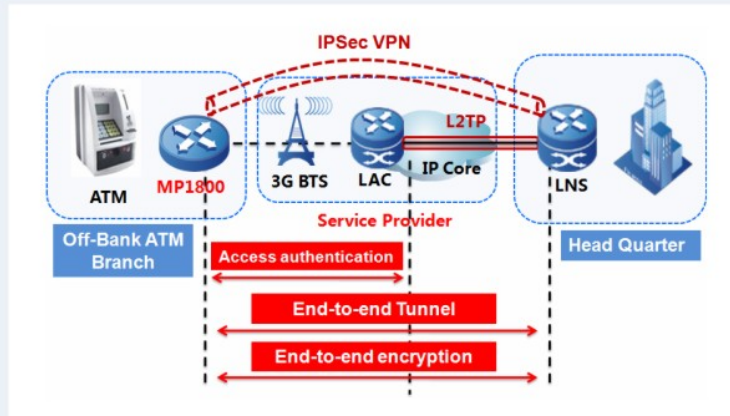 IPSec VPN
L2TP
ATM
MP1800
3G BTS
LAC
IP Core
LNS
Service Provider
Off-Bank ATM
Branch
Head Quarter
Access authentication
End-to-end Tunnel
End-to-end encryption